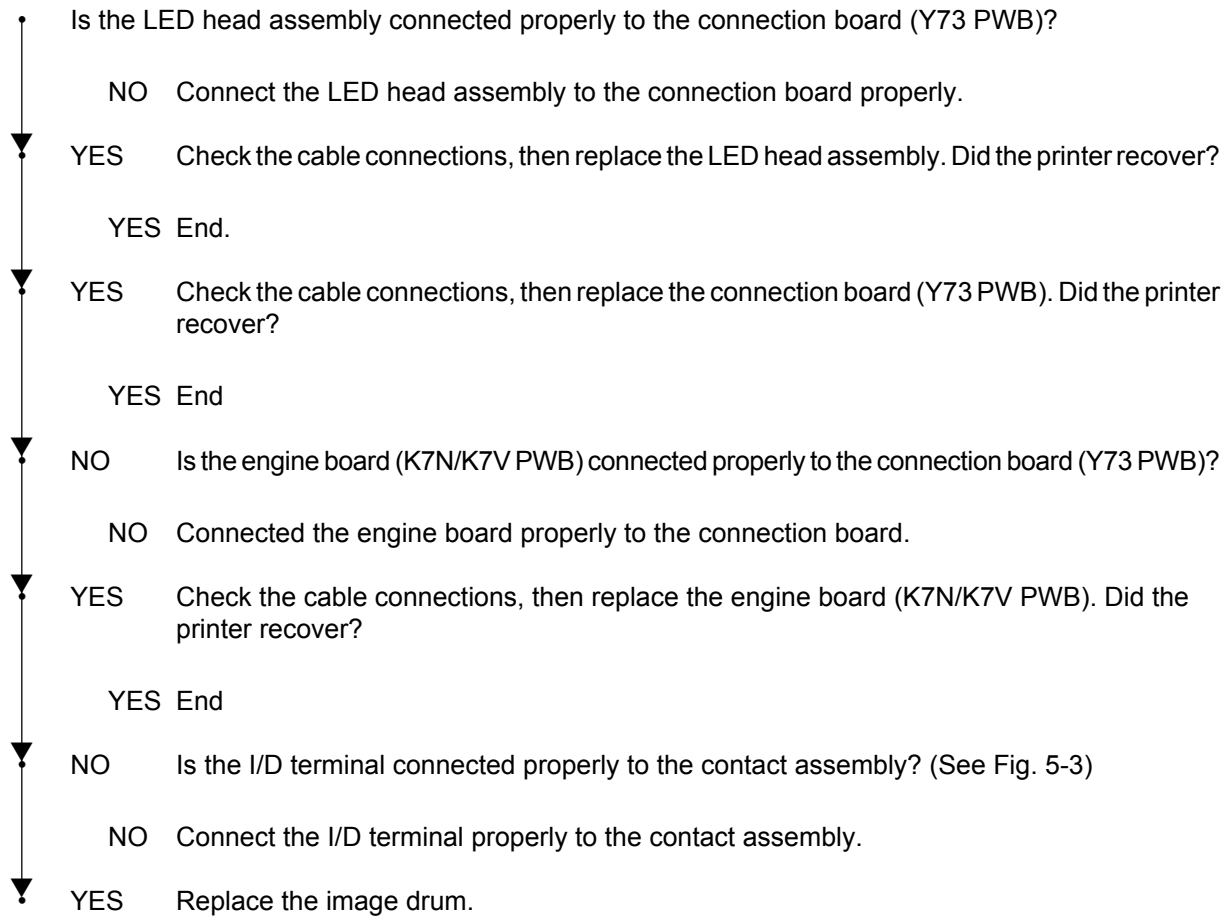 Is the LED head assembly connected properly to the connection board (Y73 PWB)?
NO Connect the LED head assembly to the connection board properly.
YES Check the cable connections, then replace the LED head assembly. Did the printer recover?
YES End.
YES Check the cable connections, then replace the connection board (Y73 PWB). Did the printer
recover?
YES End
NO Is the engine board (K7N/K7V PWB) connected properly to the connection board (Y73 PWB)?
NO Connected the engine board properly to the connection board.
YES Check the cable connections, then replace the engine board (K7N/K7V PWB). Did the
printer recover?
YES End
NO Is the I/D terminal connected properly to the contact assembly? (See Fig. 5-3)
NO Connect the I/D terminal properly to the contact assembly.
YES Replace the image drum.